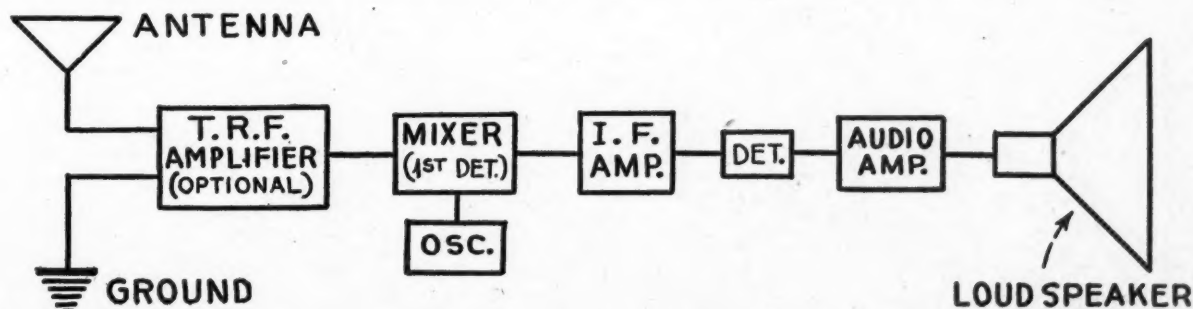 ANTENNA
T.R.F.
AMPLIFIER
(OPTIONAL)
MIXER
(1ST DET.)
OSC.
I.F.
AMP.
DET.
AUDIO
AMP.
GROUND
LOUD SPEAKER